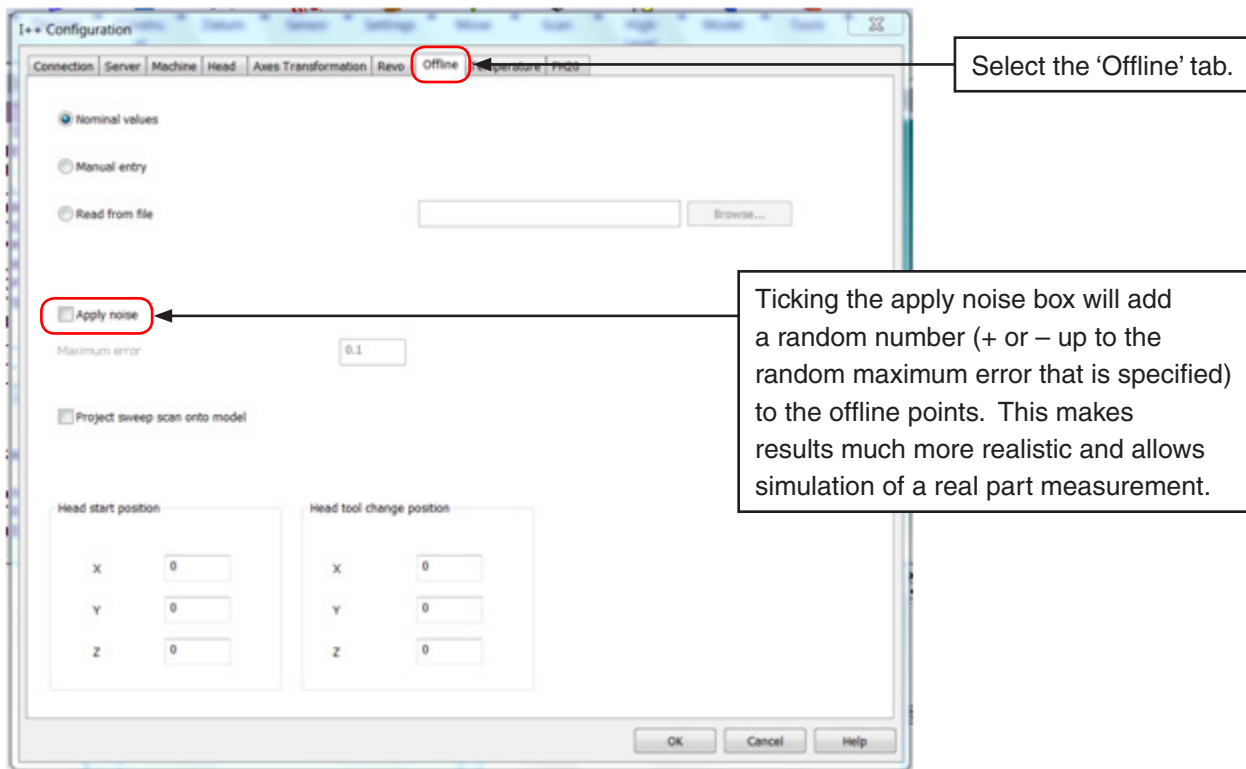 I++ Configuration
Connection Server Machine Head Axes Transformation Revo Offline Temperature PH20
Select the ‘Offline’ tab.
Nominal values
Manual entry
Read from file
Browse...
Apply noise
Maximum error
0.1
Ticking the apply noise box will add
a random number (+ or – up to the
random maximum error that is specified)
to the offline points. This makes
results much more realistic and allows
simulation of a real part measurement.
Project sweep scan onto model
Head start position
Head tool change position
X 0 X 0
Y 0 Y 0
Z 0 Z 0
OK Cancel Help